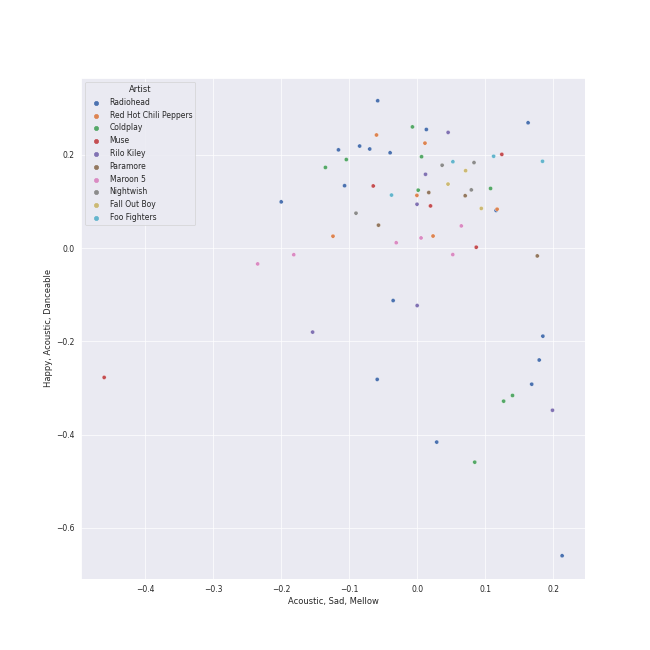 Artist
Radiohead
Red Hot Chili Peppers
Coldplay
Muse
Rilo Kiley
Paramore
Maroon 5
Nightwish
Fall Out Boy
Foo Fighters
Happy, Acoustic, Danceable
0.2
0.0
−0.2
−0.4
−0.6
−0.4 −0.3 −0.2 −0.1 0.0 0.1 0.2
Acoustic, Sad, Mellow